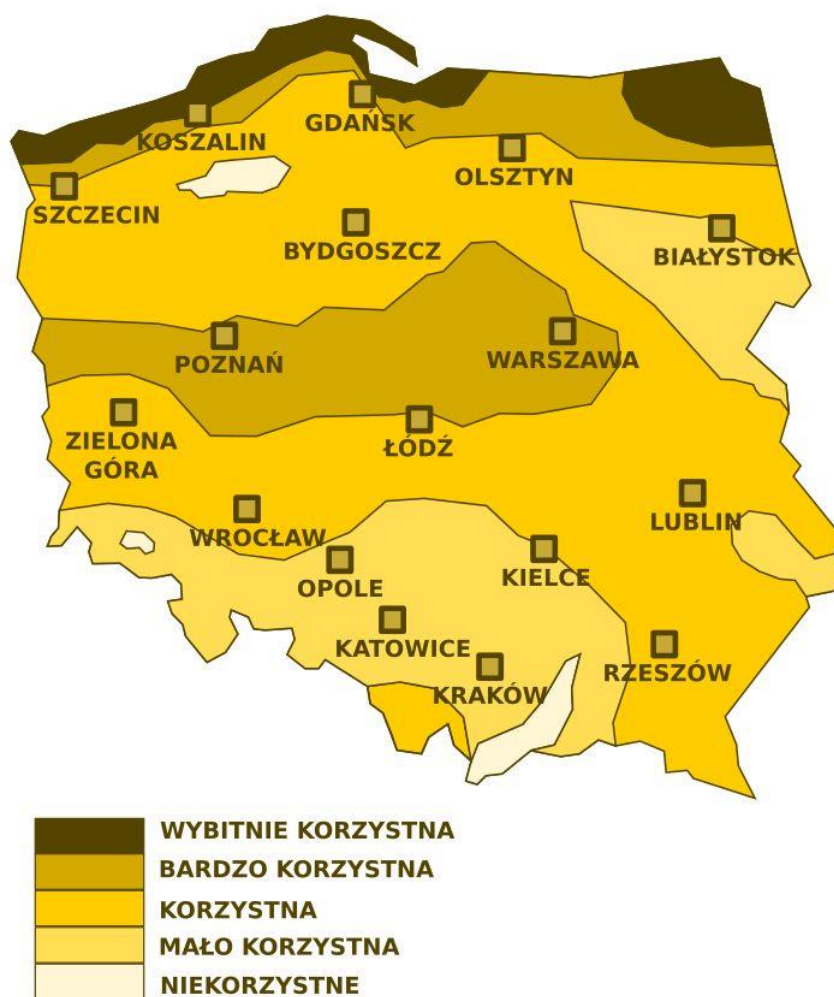 KOSZALIN
GDAŃSK
OLSZTYN
SZCZECIN
BYDGOSZCZ
BIAŁYSTOK
POZNAŃ
WARSZAWA
ZIELONA
GÓRA
ŁÓDŹ
WROCŁAW
LUBLIN
OPOLE
KIELCE
KATOWICE
KRAKÓW
RZESZÓW
WYBITNIE KORZYSTNA
BARDZO KORZYSTNA
KORZYSTNA
MAŁO KORZYSTNA
NIEKORZYSTNE